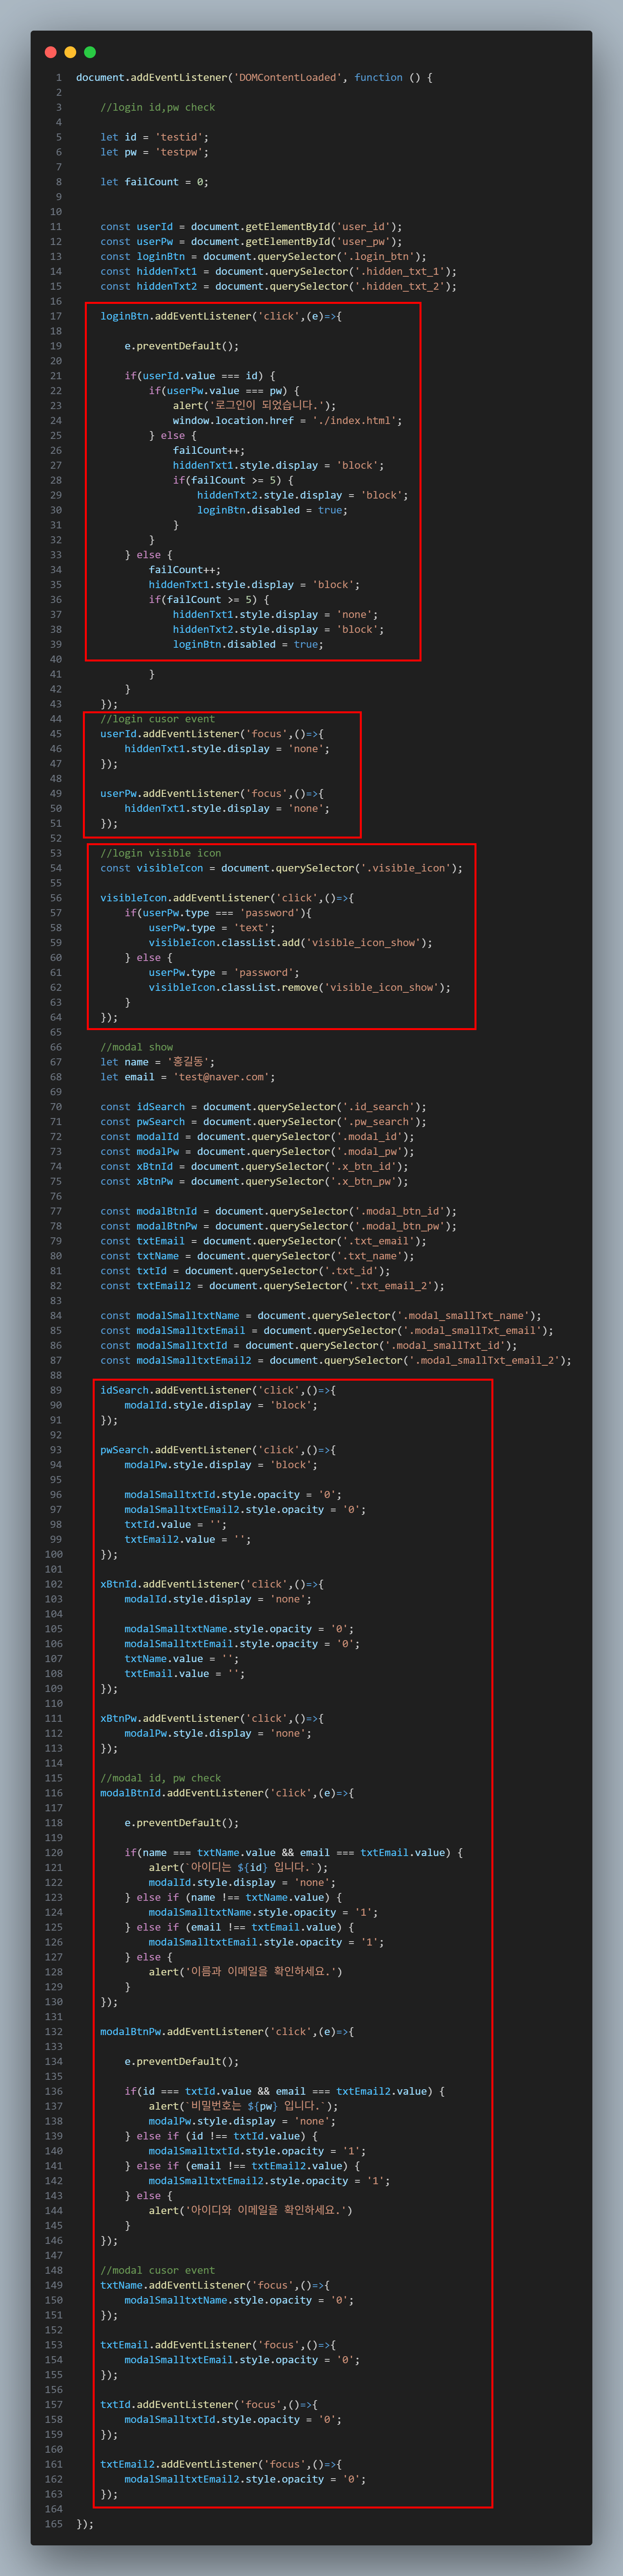 1 document.addEventListener('DOMContentLoaded', function () {
2
3 //login id,pw check
4
5 let id = 'testid';
6 let pw = 'testpw';
7
8 let failCount = 0;
9
10
11 const userId = document.getElementById('user_id');
12 const userPw = document.getElementById('user_pw');
13 const loginBtn = document.querySelector('.login_btn');
14 const hiddenTxt1 = document.querySelector('.hidden_txt_1');
15 const hiddenTxt2 = document.querySelector('.hidden_txt_2');
16
17 loginBtn.addEventListener('click',(e)=>{
18
19 e.preventDefault();
20
21 if(userId.value === id) {
22 if(userPw.value === pw) {
23 alert('로그인이 되었습니다.');
24 window.location.href = './index.html';
25 } else {
26 failCount++;
27 hiddenTxt1.style.display = 'block';
28 if(failCount >= 5) {
29 hiddenTxt2.style.display = 'block';
30 loginBtn.disabled = true;
31 }
32 }
33 } else {
34 failCount++;
35 hiddenTxt1.style.display = 'block';
36 if(failCount >= 5) {
37 hiddenTxt1.style.display = 'none';
38 hiddenTxt2.style.display = 'block';
39 loginBtn.disabled = true;
40
41 }
42 }
43 });
44 //login cusor event
45 userId.addEventListener('focus',()=>{
46 hiddenTxt1.style.display = 'none';
47 });
48
49 userPw.addEventListener('focus',()=>{
50 hiddenTxt1.style.display = 'none';
51 });
52
53 //login visible icon
54 const visibleIcon = document.querySelector('.visible_icon');
55
56 visibleIcon.addEventListener('click',()=>{
57 if(userPw.type === 'password'){
58 userPw.type = 'text';
59 visibleIcon.classList.add('visible_icon_show');
60 } else {
61 userPw.type = 'password';
62 visibleIcon.classList.remove('visible_icon_show');
63 }
64 });
65
66 //modal show
67 let name = '홍길동';
68 let email = 'test@naver.com';
69
70 const idSearch = document.querySelector('.id_search');
71 const pwSearch = document.querySelector('.pw_search');
72 const modalId = document.querySelector('.modal_id');
73 const modalPw = document.querySelector('.modal_pw');
74 const xBtnId = document.querySelector('.x_btn_id');
75 const xBtnPw = document.querySelector('.x_btn_pw');
76
77 const modalBtnId = document.querySelector('.modal_btn_id');
78 const modalBtnPw = document.querySelector('.modal_btn_pw');
79 const txtEmail = document.querySelector('.txt_email');
80 const txtName = document.querySelector('.txt_name');
81 const txtId = document.querySelector('.txt_id');
82 const txtEmail2 = document.querySelector('.txt_email_2');
83
84 const modalSmalltxtName = document.querySelector('.modal_smallTxt_name');
85 const modalSmalltxtEmail = document.querySelector('.modal_smallTxt_email');
86 const modalSmalltxtId = document.querySelector('.modal_smallTxt_id');
87 const modalSmalltxtEmail2 = document.querySelector('.modal_smallTxt_email_2');
88
89 idSearch.addEventListener('click',()=>{
90 modalId.style.display = 'block';
91 });
92
93 pwSearch.addEventListener('click',()=>{
94 modalPw.style.display = 'block';
95
96 modalSmalltxtId.style.opacity = '0';
97 modalSmalltxtEmail2.style.opacity = '0';
98 txtId.value = '';
99 txtEmail2.value = '';
100 });
101
102 xBtnId.addEventListener('click',()=>{
103 modalId.style.display = 'none';
104
105 modalSmalltxtName.style.opacity = '0';
106 modalSmalltxtEmail.style.opacity = '0';
107 txtName.value = '';
108 txtEmail.value = '';
109 });
110
111 xBtnPw.addEventListener('click',()=>{
112 modalPw.style.display = 'none';
113 });
114
115 //modal id, pw check
116 modalBtnId.addEventListener('click',(e)=>{
117
118 e.preventDefault();
119
120 if(name === txtName.value && email === txtEmail.value) {
121 alert(`아이디는 ${id} 입니다.`);
122 modalId.style.display = 'none';
123 } else if (name !== txtName.value) {
124 modalSmalltxtName.style.opacity = '1';
125 } else if (email !== txtEmail.value) {
126 modalSmalltxtEmail.style.opacity = '1';
127 } else {
128 alert('이름과 이메일을 확인하세요.')
129 }
130 });
131
132 modalBtnPw.addEventListener('click',(e)=>{
133
134 e.preventDefault();
135
136 if(id === txtId.value && email === txtEmail2.value) {
137 alert(`비밀번호는 ${pw} 입니다.`);
138 modalPw.style.display = 'none';
139 } else if (id !== txtId.value) {
140 modalSmalltxtId.style.opacity = '1';
141 } else if (email !== txtEmail2.value) {
142 modalSmalltxtEmail2.style.opacity = '1';
143 } else {
144 alert('아이디와 이메일을 확인하세요.')
145 }
146 });
147
148 //modal cusor event
149 txtName.addEventListener('focus',()=>{
150 modalSmalltxtName.style.opacity = '0';
151 });
152
153 txtEmail.addEventListener('focus',()=>{
154 modalSmalltxtEmail.style.opacity = '0';
155 });
156
157 txtId.addEventListener('focus',()=>{
158 modalSmalltxtId.style.opacity = '0';
159 });
160
161 txtEmail2.addEventListener('focus',()=>{
162 modalSmalltxtEmail2.style.opacity = '0';
163 });
164
165 });